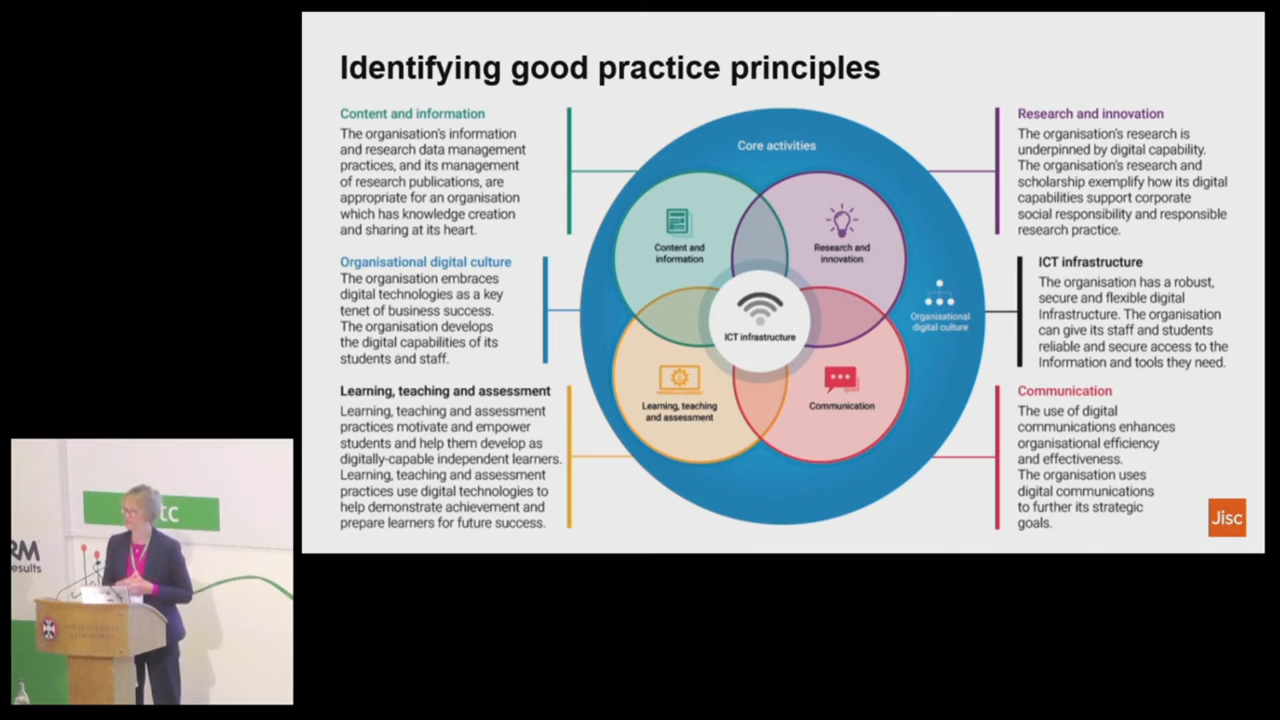 Identifying good practice principles
Content and information
The organisation's information
and research data management
practices, and its management
of research publications, are
appropriate for an organisation
which has knowledge creation
and sharing at its heart.
Organisational digital culture
The organisation embraces
digital technologies as a key
tenet of business success.
The organisation develops
the digital capabilities of its
students and staff.
Learning, teaching and assessment
Learning, teaching and assessment
practices motivate and empower
students and help them develop as
digitally-capable independent learners.
Learning, teaching and assessment
practices use digital technologies to
help demonstrate achievement and
prepare learners for future success.
Core activities
Content and
information
Research and
innovation
ICT infrastructure
Organisational
digital culture
Learning, teaching
and assessment
Communication
Research and innovation
The organisation's research is
underpinned by digital capability.
The organisation's research and
scholarship exemplify how its digital
capabilities support corporate
social responsibility and responsible
research practice.
ICT infrastructure
The organisation has a robust,
secure and flexible digital
Infrastructure. The organisation
can give its staff and students
reliable and secure access to the
Information and tools they need.
Communication
The use of digital
communications enhances
organisational efficiency
and effectiveness.
The organisation uses
digital communications
to further its strategic
goals.
Jisc
tc
RM
esults